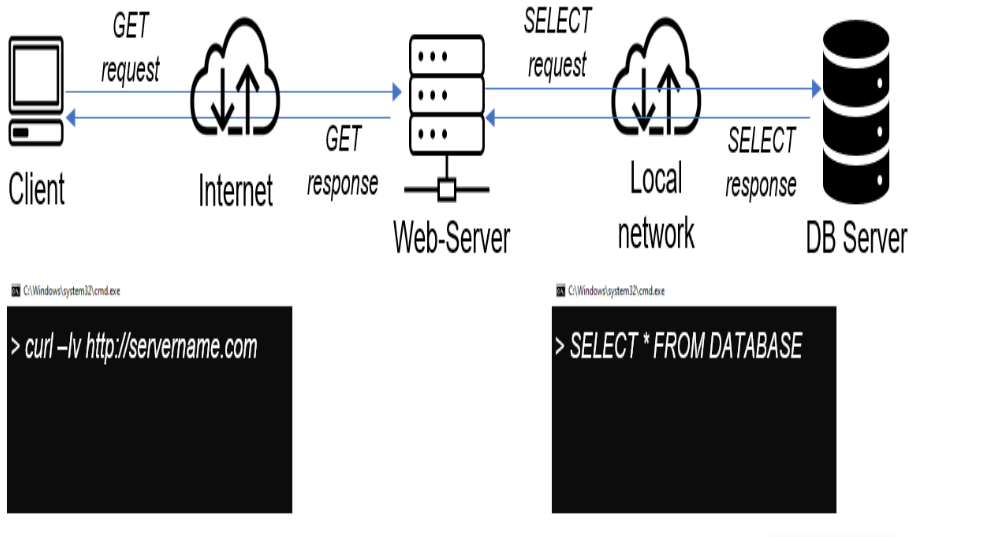 GET
request
SELECT
request
GET
response
SELECT
response
Client
Internet
Web-Server
Local
network
DB Server
C:\Windows\system32\cmd.exe
> curl –Iv http://servername.com
C:\Windows\system32\cmd.exe
> SELECT * FROM DATABASE